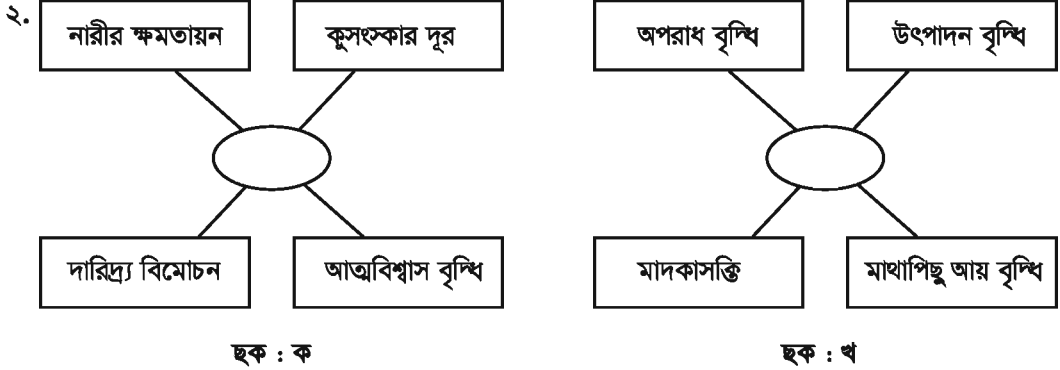 ২.
নারীর ক্ষমতায়ন কুসংস্কার দূর অপরাধ বৃদ্ধি উৎপাদন বৃদ্ধি
দারিদ্র্য বিমোচন আত্মবিশ্বাস বৃদ্ধি মাদকাসক্তি মাথাপিছু আয় বৃদ্ধি
ছক : ক ছক : খ